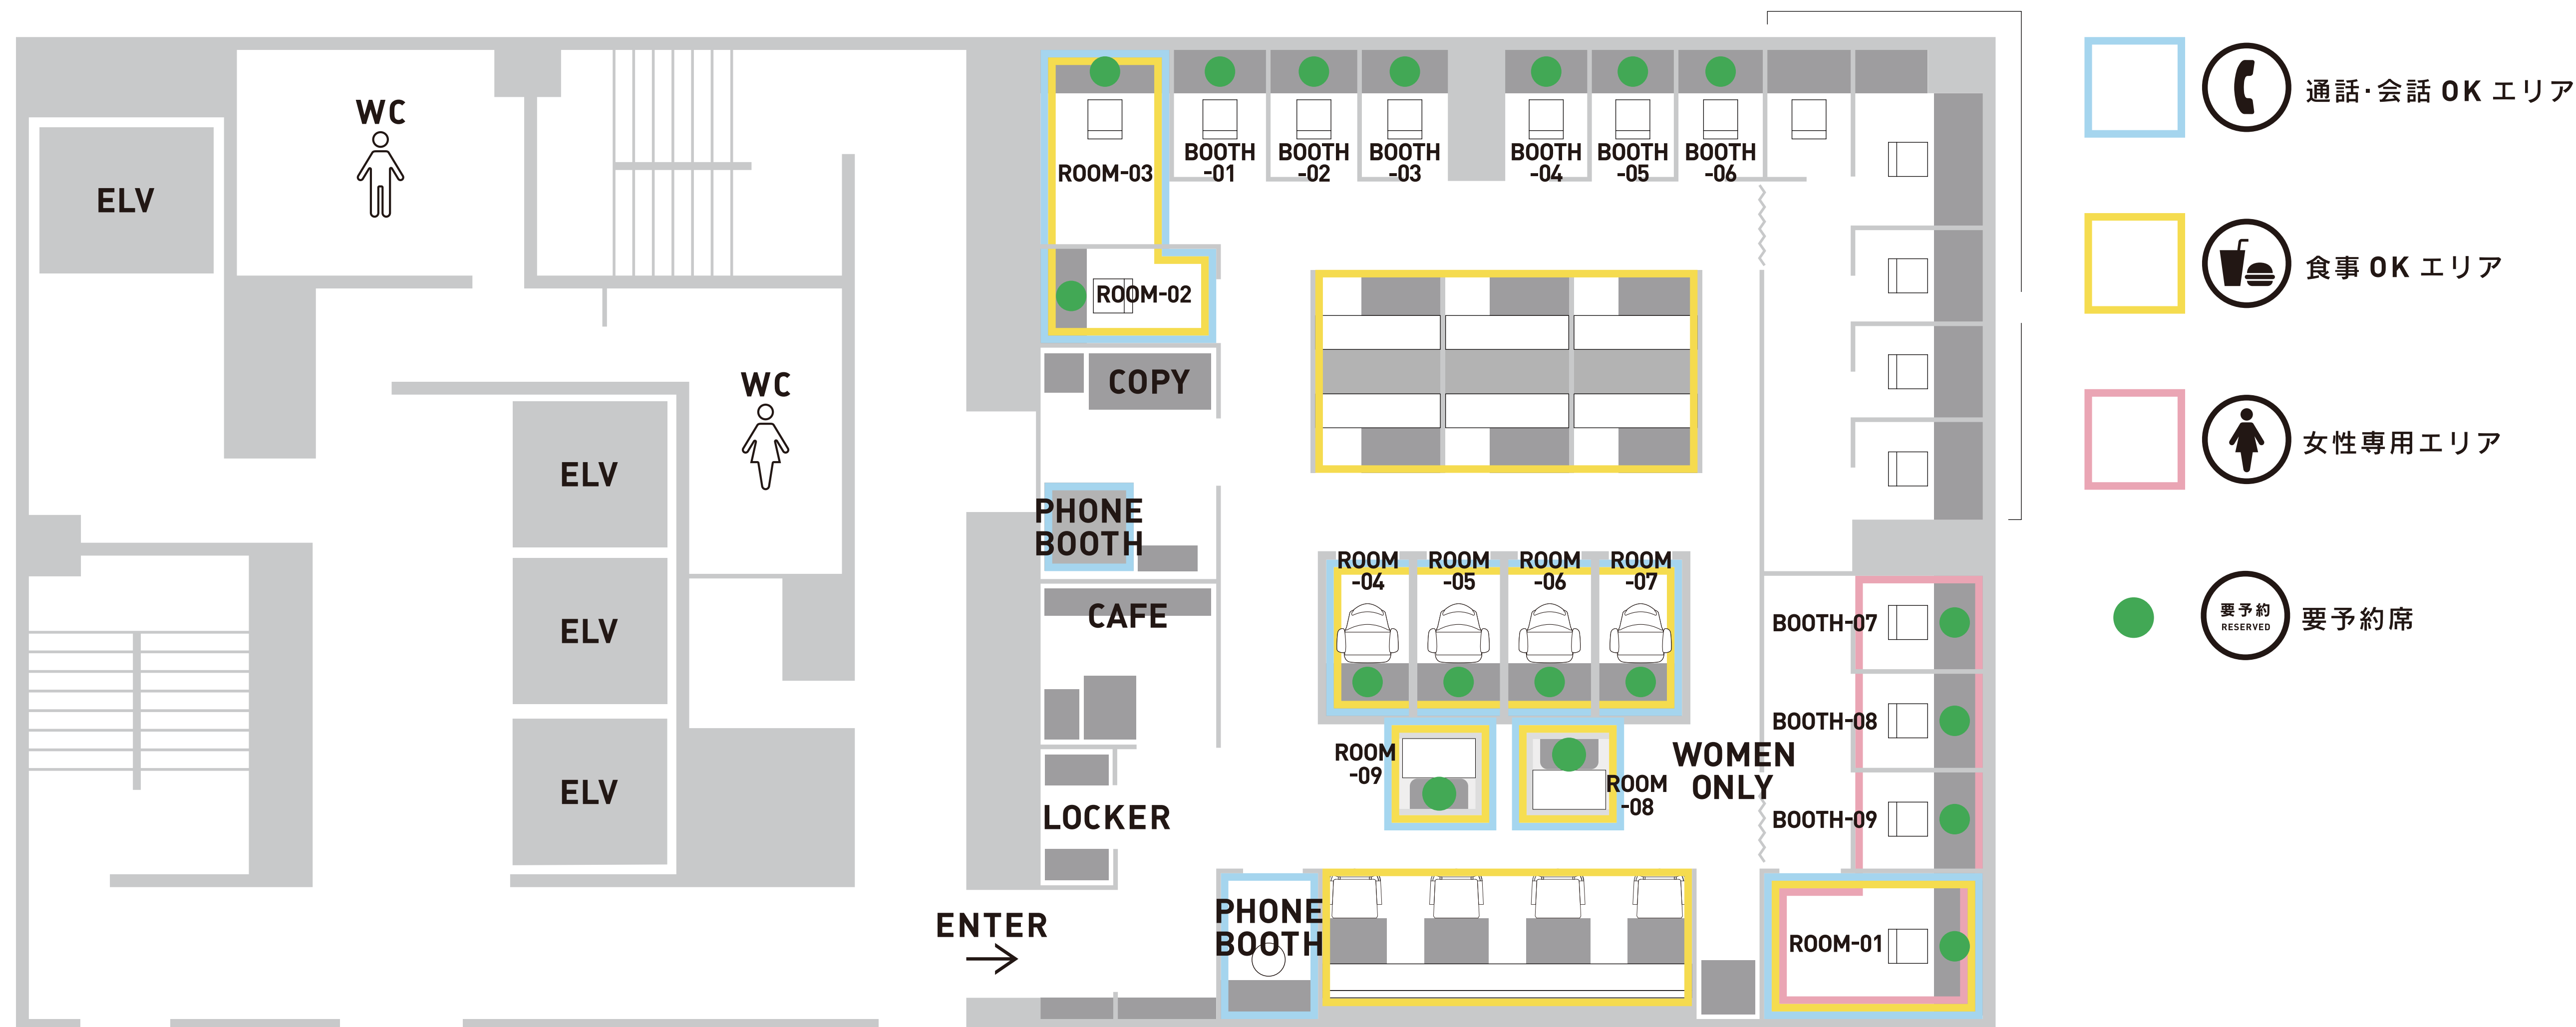 WC
ELV
WC
ELV
ELV
ELV
ROOM-03
BOOTH
-01
BOOTH
-02
BOOTH
-03
BOOTH
-04
BOOTH
-05
BOOTH
-06
ROOM-02
COPY
PHONE
BOOTH
CAFE
LOCKER
ENTER
PHONE
BOOTH
ROOM
-04
ROOM
-05
ROOM
-06
ROOM
-07
ROOM
-09
ROOM
-08
WOMEN
ONLY
BOOTH-07
BOOTH-08
BOOTH-09
ROOM-01
通話・会話 OK エリア
食事 OK エリア
女性専用エリア
要予約
RESERVED
要予約席